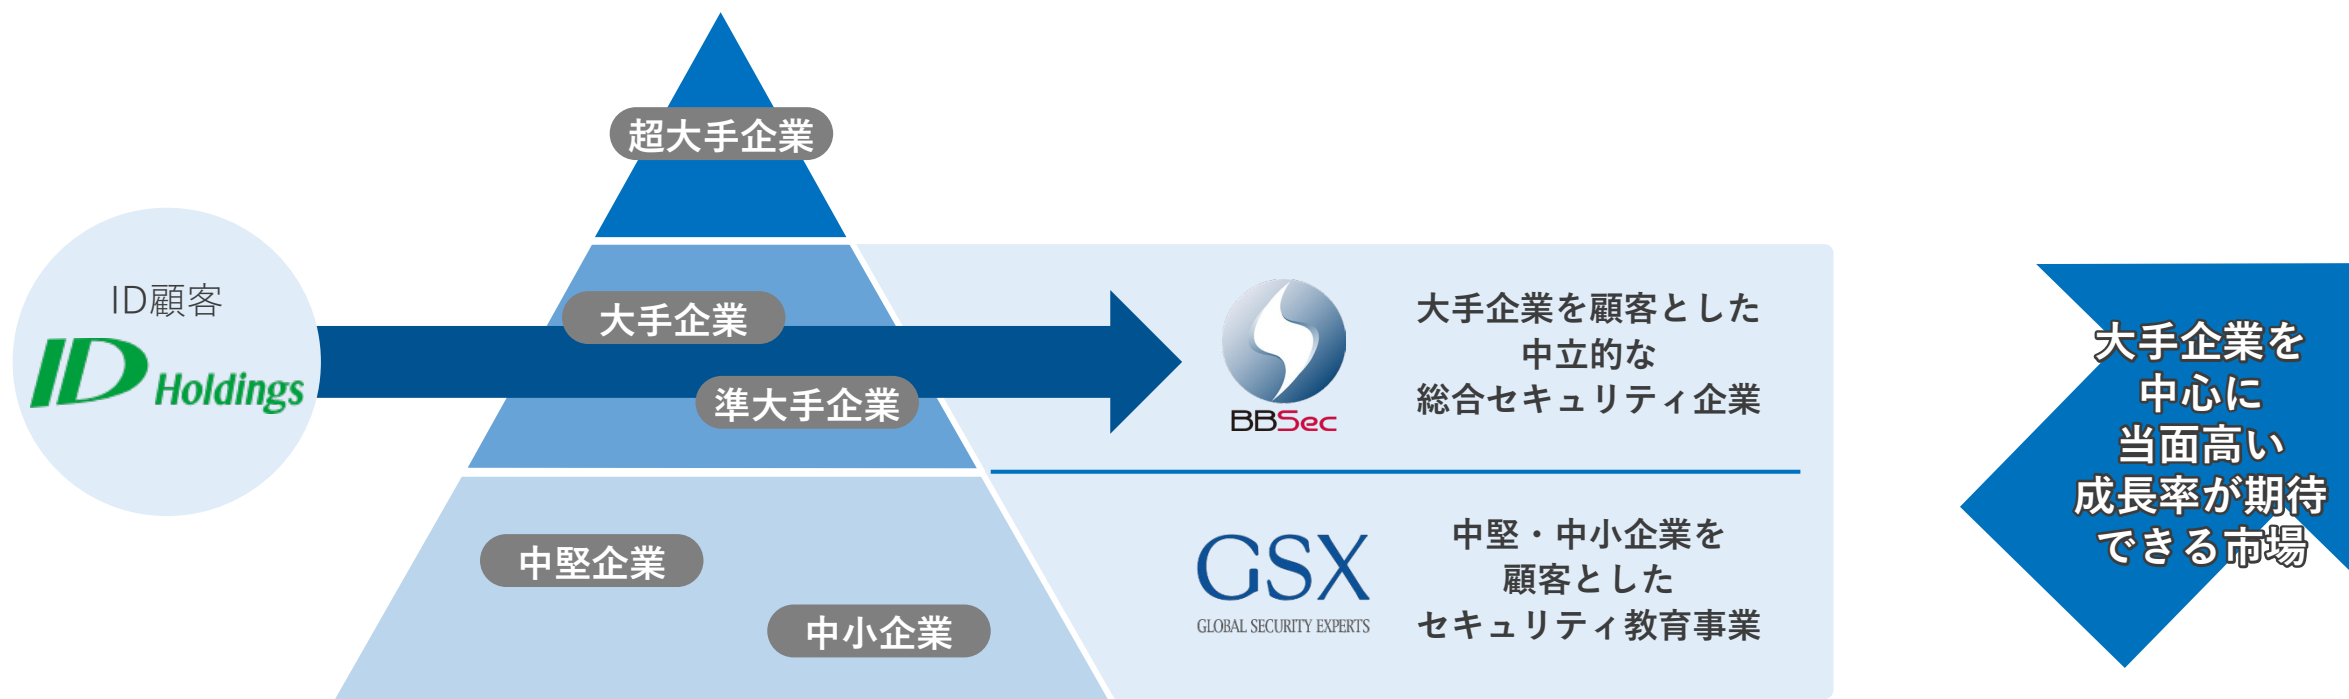 超大手企業
ID顧客
ID Holdings
大手企業
準大手企業
BBSec
大手企業を顧客とした
中立的な
総合セキュリティ企業
中堅企業
中小企業
GSX
GLOBAL SECURITY EXPERTS
中堅・中小企業を
顧客とした
セキュリティ教育事業
大手企業を
中心に
当面高い
成長率が期待
できる市場